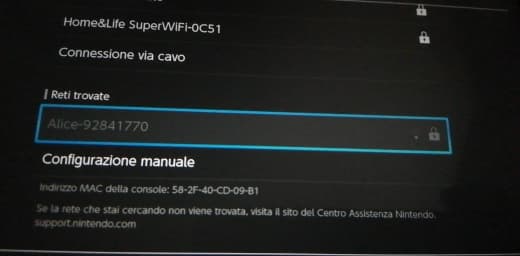 Home&Life SuperWiFi-0C51
Connessione via cavo
Reti trovate
Alice-92841770
Configurazione manuale
Indirizzo MAC della console: 58-2F-40-CD-09-B1
Se la rete che stai cercando non viene trovata, visita il sito del Centro Assistenza Nintendo.
support.nintendo.com